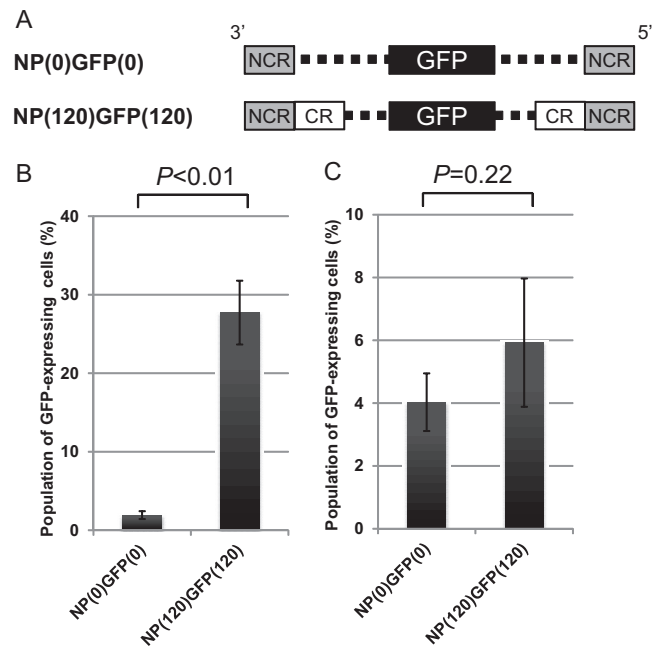 A
3’ 5’
NP(0)GFP(0) NCR GFP NCR
NP(120)GFP(120) NCR CR GFP CR NCR
B
P<0.01
Population of GFP-expressing cells (%)
40
30
20
10
0
NP(0)GFP(0)
NP(120)GFP(120)
C
P=0.22
Population of GFP-expressing cells (%)
10
8
6
4
2
0
NP(0)GFP(0)
NP(120)GFP(120)